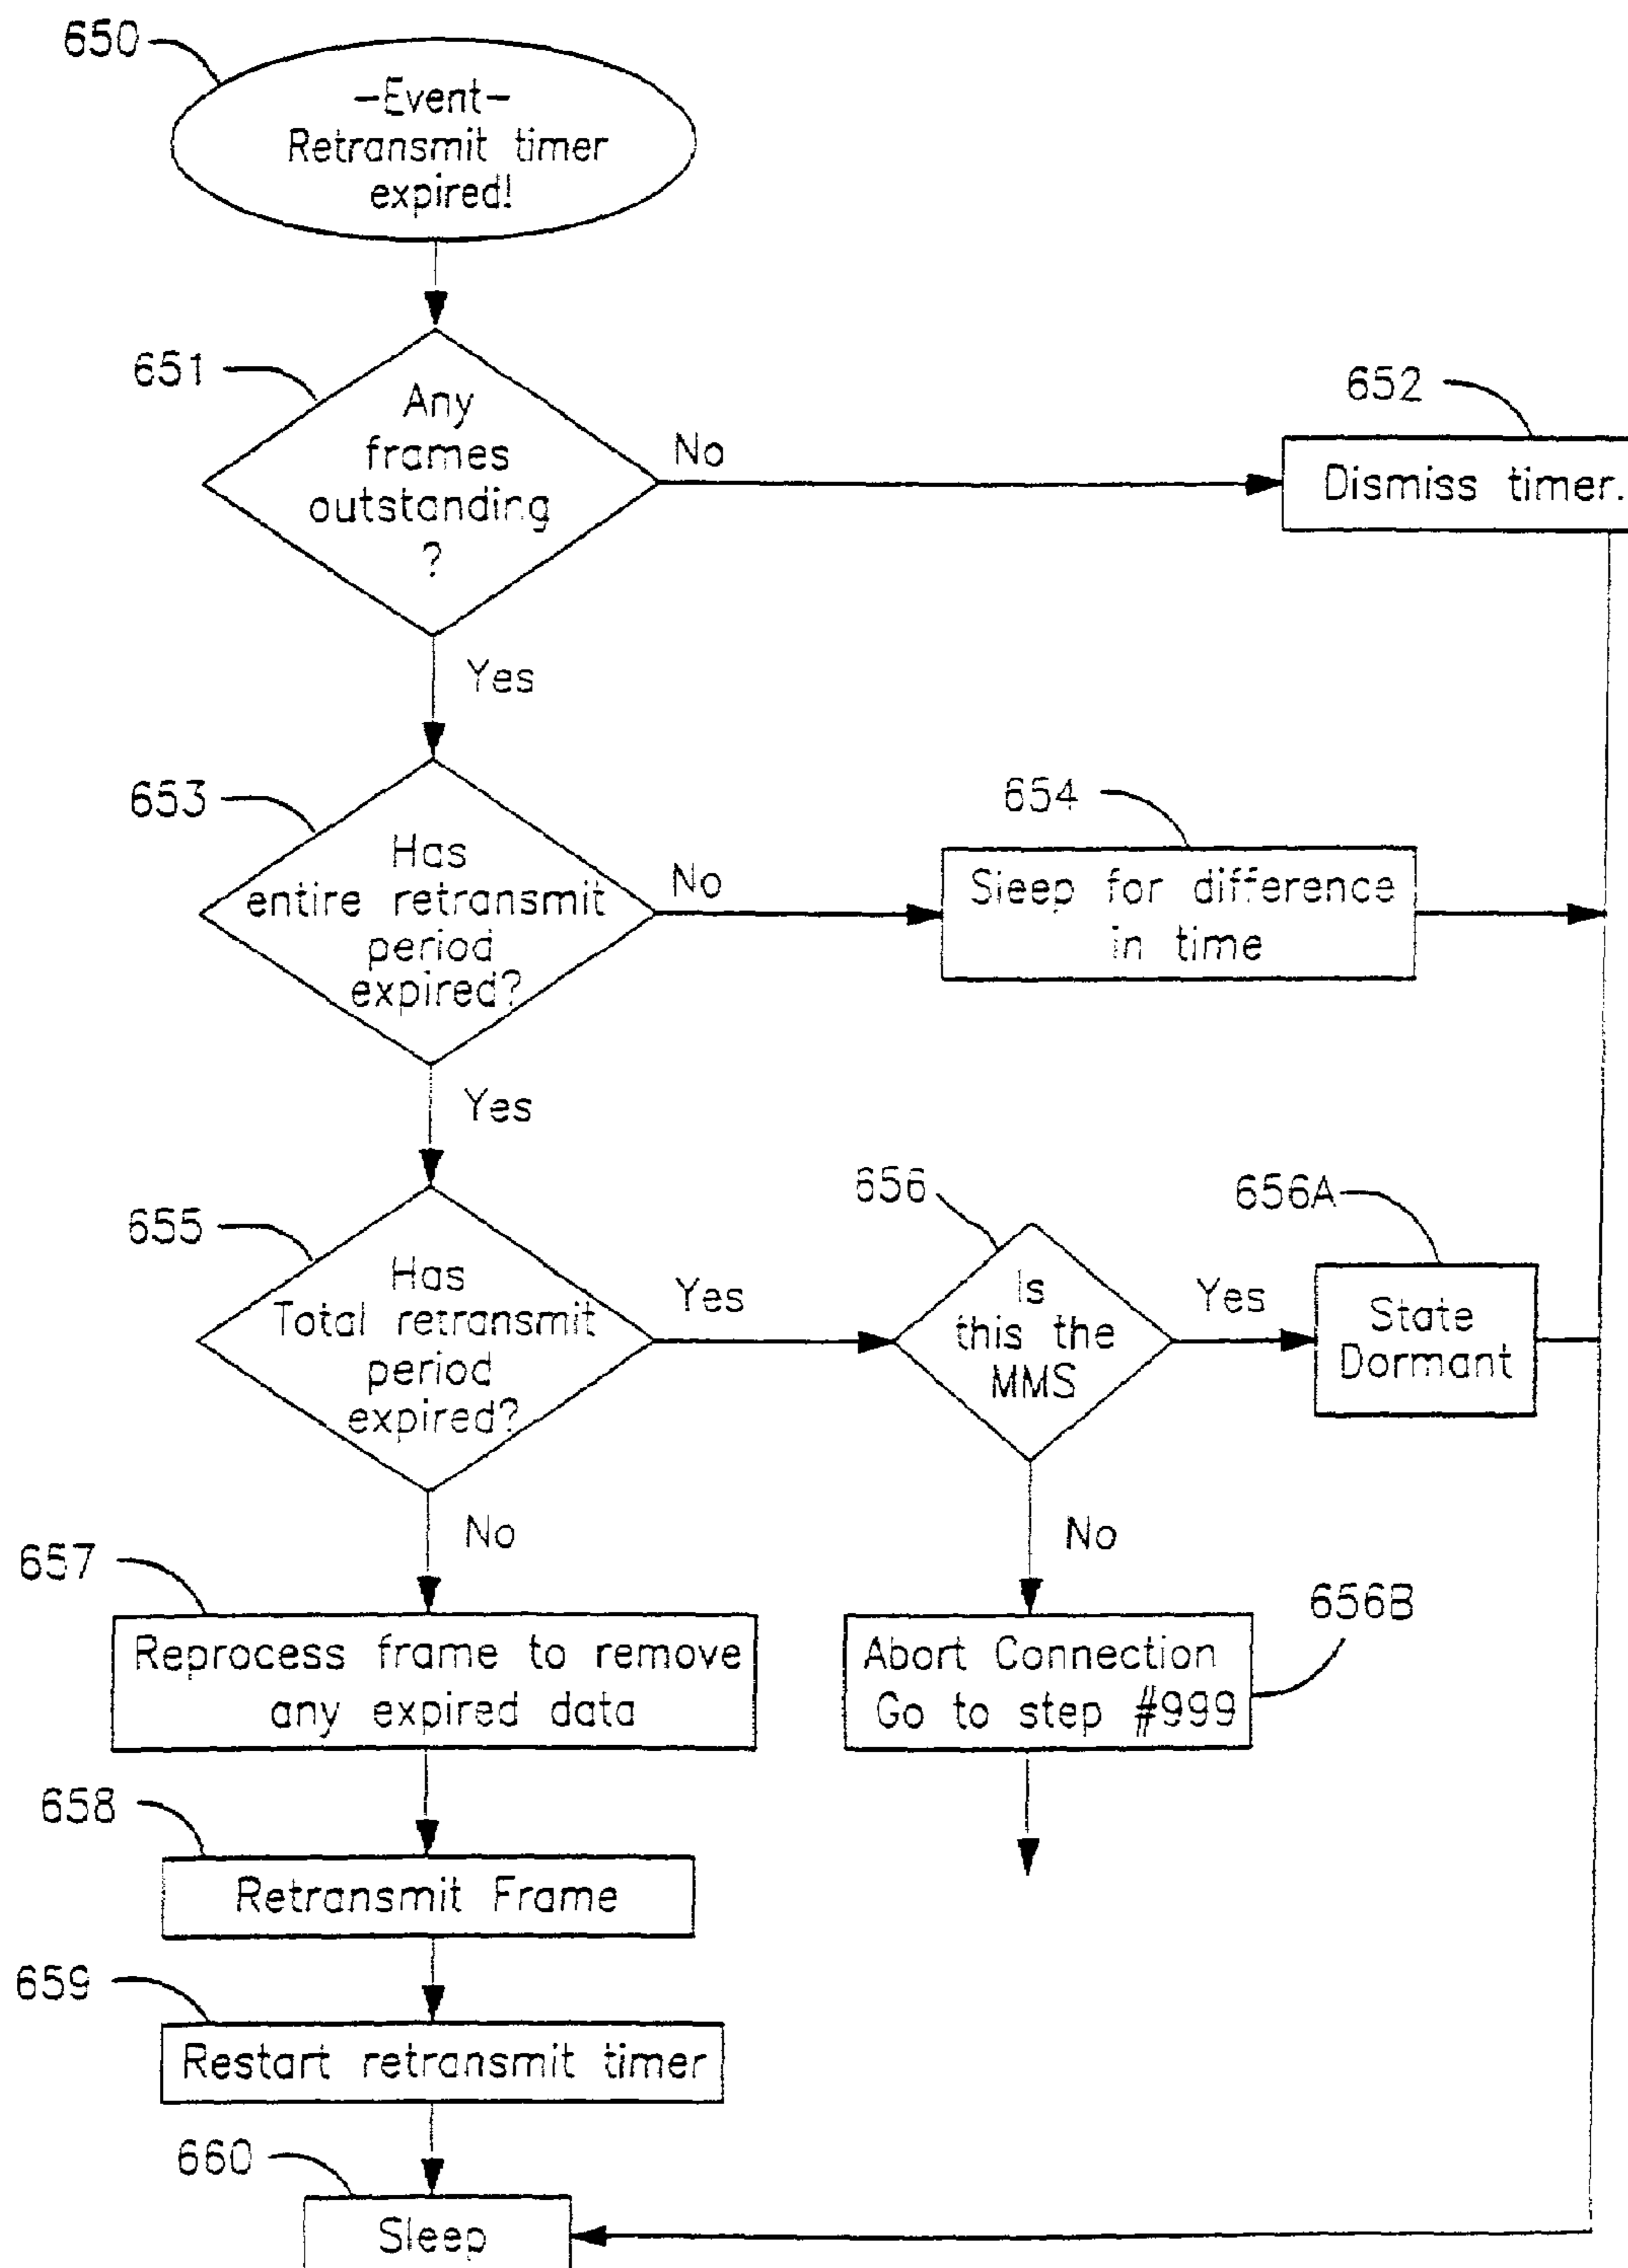 650
-Event-
Retransmit timer
expired!
651
Any
frames
outstanding
?
No
652
Dismiss timer.
Yes
653
Has
entire retransmit
period
expired?
No
654
Sleep for difference
in time
Yes
655
Has
Total retransmit
period
expired?
Yes
656
Is
this the
MMS
Yes
656A
State
Dormant
No
No
657
Reprocess frame to remove
any expired data
656B
Abort Connection
Go to step #999
658
Retransmit Frame
659
Restart retransmit timer
660
Sleep